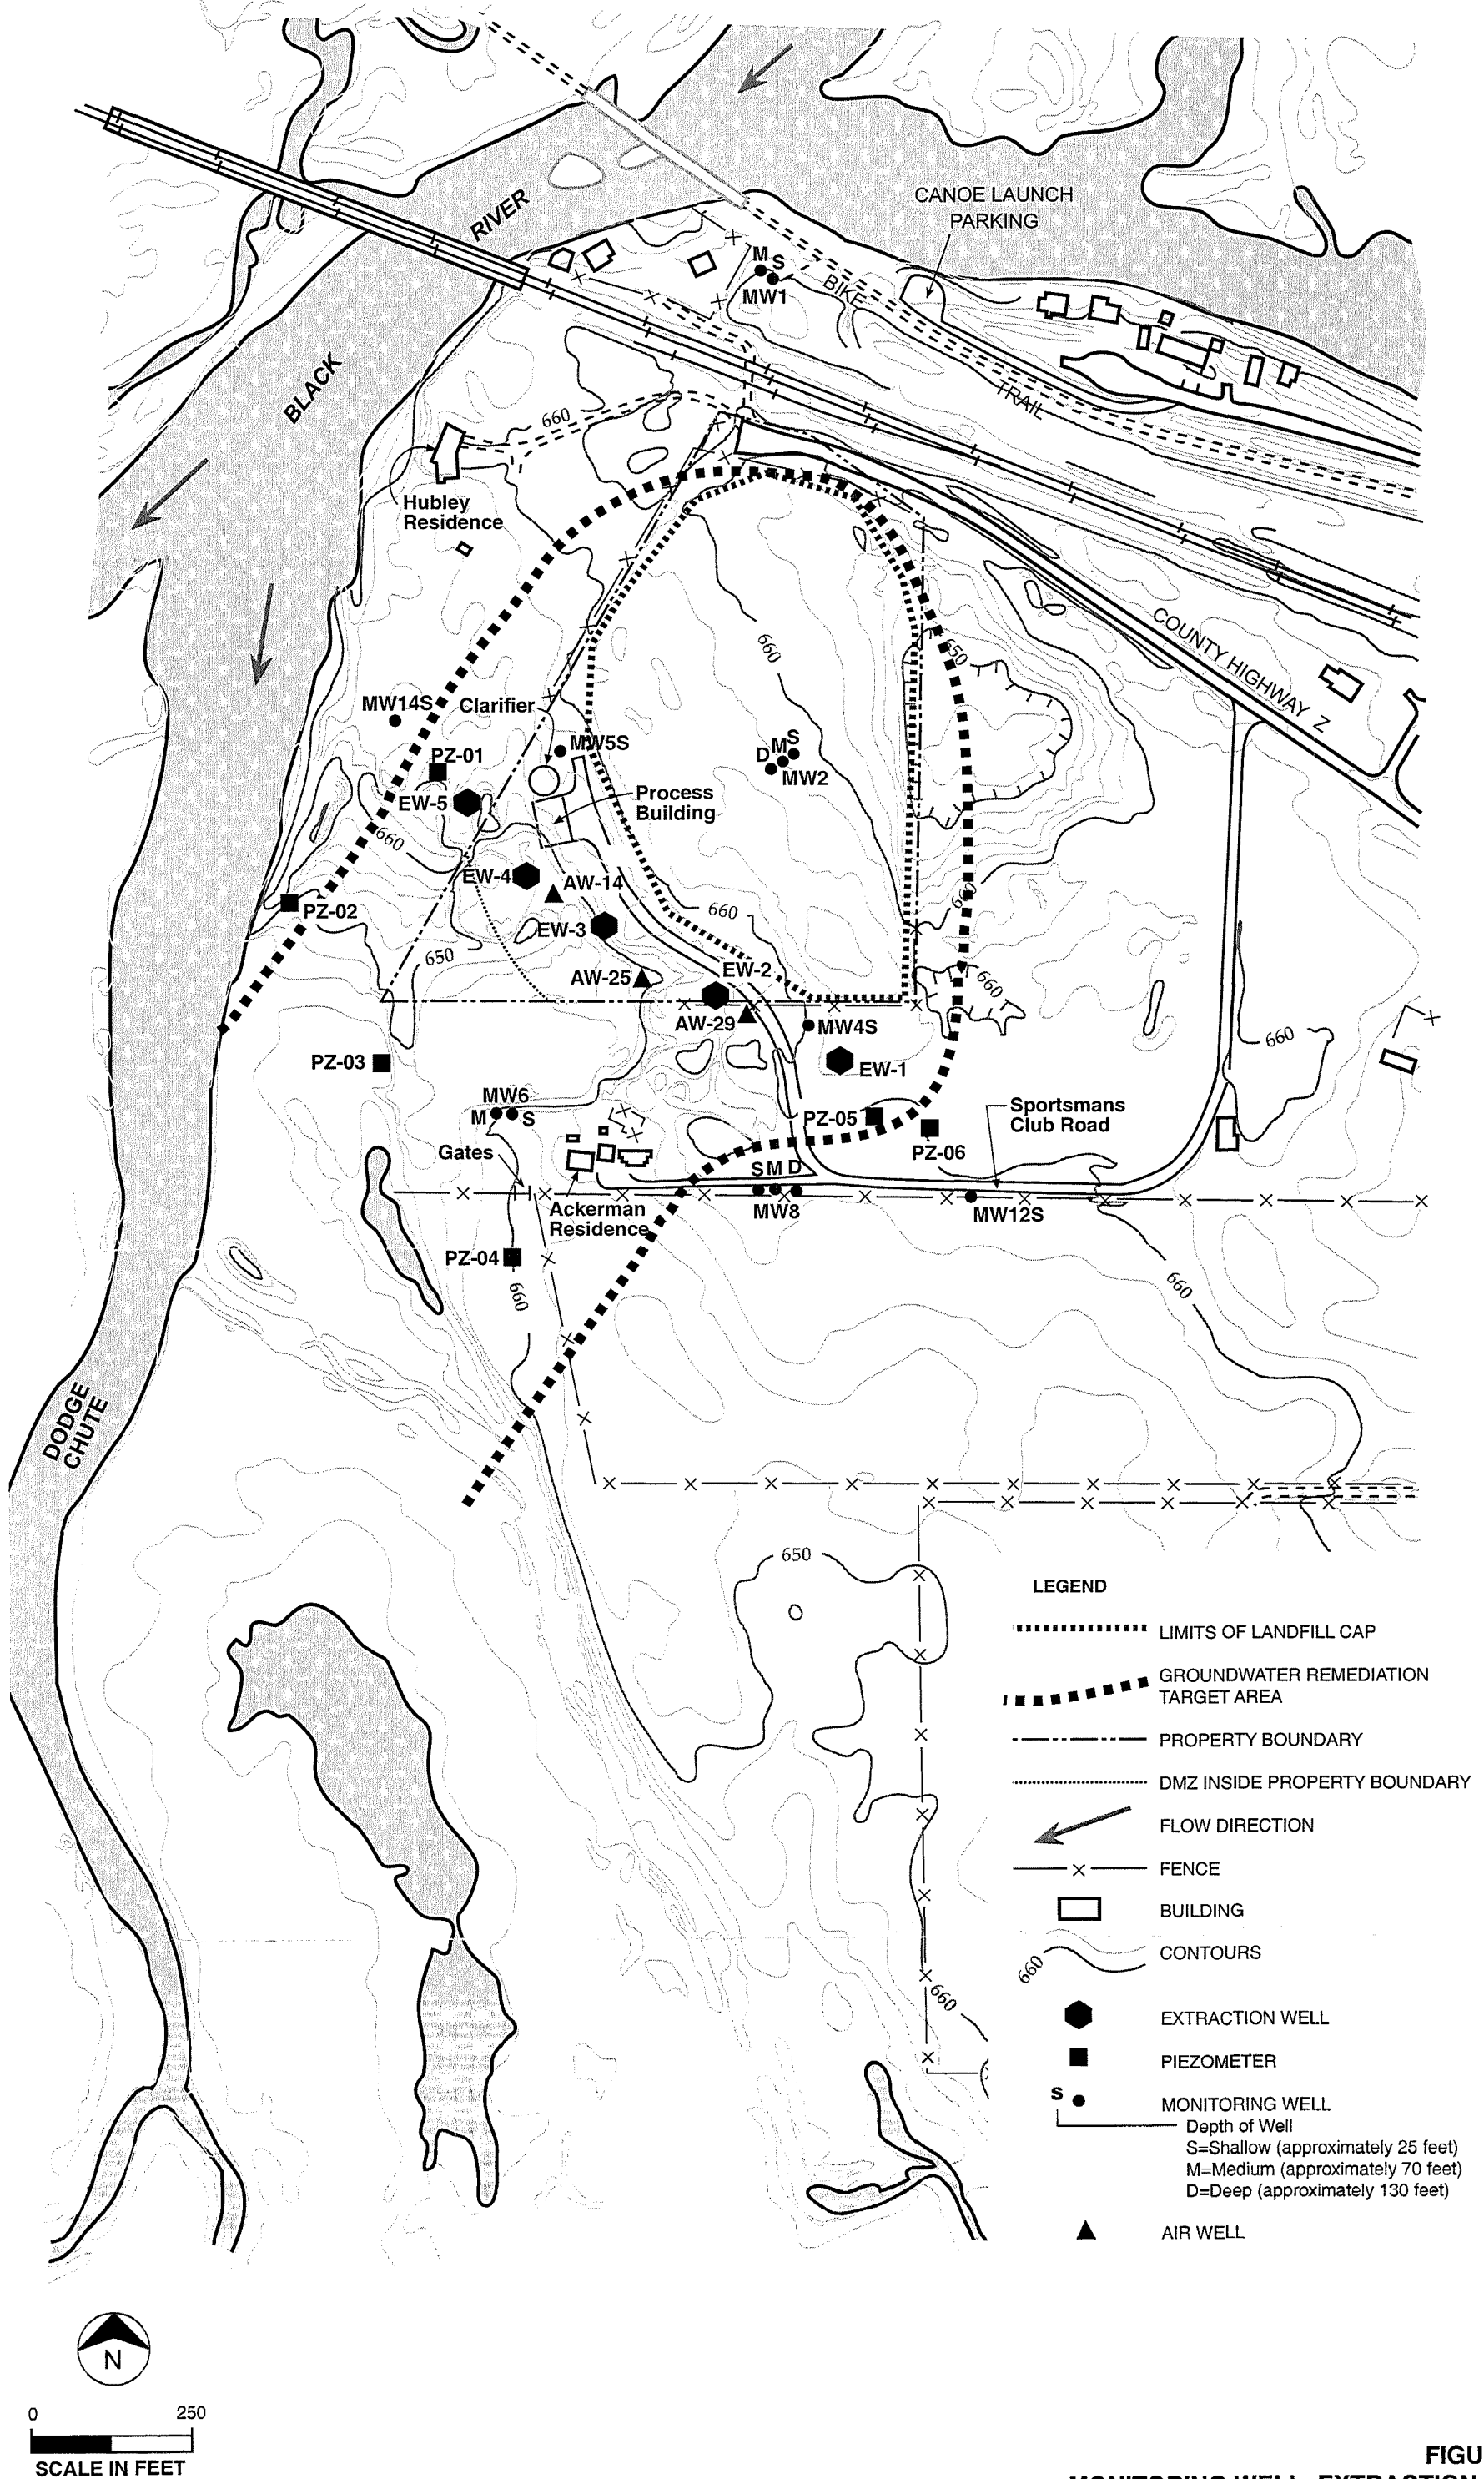 CANOE LAUNCH
PARKING
RIVER
BLACK
M S
MW1
BIKE
TRAIL
660
Hubley
Residence
COUNTY HIGHWAY Z
660
650
MW14S
Clarifier
MW5S
D M S
MW2
PZ-01
EW-5
Process
Building
660
EW-4
AW-14
660
660
PZ-02
EW-3
650
AW-25
EW-2
660
AW-29
MW4S
660
PZ-03
EW-1
MW6
M S
PZ-05
Sportsmans
Club Road
PZ-06
Gates
S M D
Ackerman
Residence
MW8
MW12S
PZ-04
660
660
DODGE
CHUTE
650
LEGEND
LIMITS OF LANDFILL CAP
GROUNDWATER REMEDIATION
TARGET AREA
PROPERTY BOUNDARY
DMZ INSIDE PROPERTY BOUNDARY
FLOW DIRECTION
FENCE
BUILDING
660
CONTOURS
660
EXTRACTION WELL
PIEZOMETER
S
MONITORING WELL
Depth of Well
S=Shallow (approximately 25 feet)
M=Medium (approximately 70 feet)
D=Deep (approximately 130 feet)
AIR WELL
N
0 250
SCALE IN FEET
FIGU
MONITORING WELL, EXTRACTION